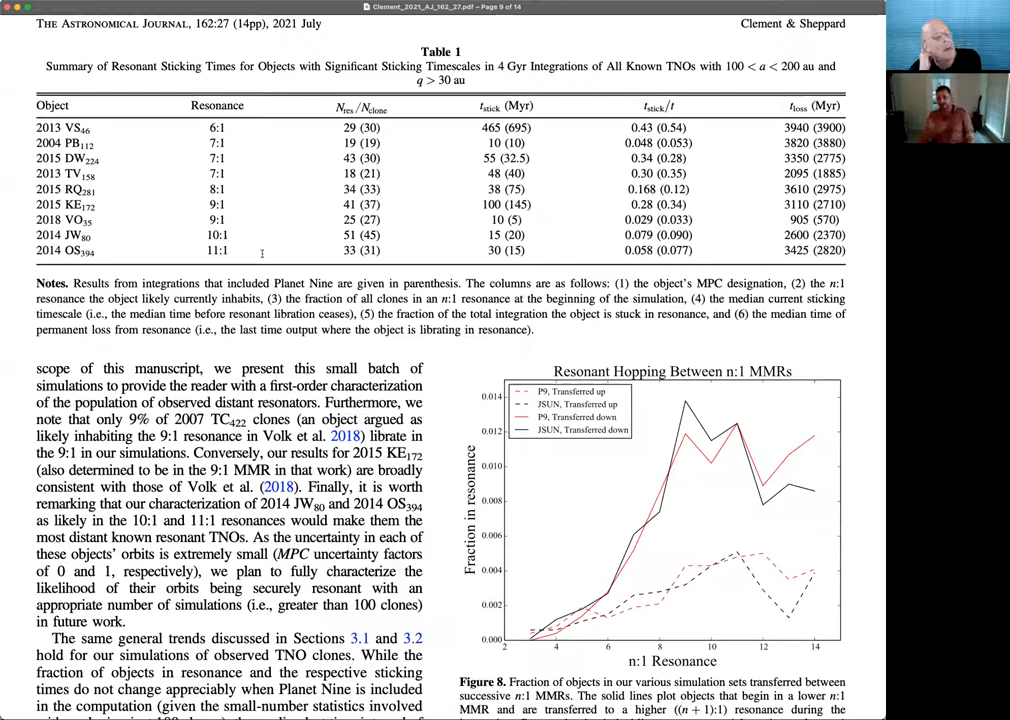 Clement_2021_AJ_162_27.pdf – Page 9 of 14
THE ASTRONOMICAL JOURNAL, 162:27 (14pp), 2021 July
Clement & Sheppard
Table 1
Summary of Resonant Sticking Times for Objects with Significant Sticking Timescales in 4 Gyr Integrations of All Known TNOs with 100 < a < 200 au and
q > 30 au
Object Resonance Nres/Nclone tstick (Myr) tstick/t tloss (Myr)
2013 VS46 6:1 29 (30) 465 (695) 0.43 (0.54) 3940 (3900)
2004 PB112 7:1 19 (19) 10 (10) 0.048 (0.053) 3820 (3880)
2015 DW224 7:1 43 (30) 55 (32.5) 0.34 (0.28) 3350 (2775)
2013 TV158 7:1 18 (21) 48 (40) 0.30 (0.35) 2095 (1885)
2015 RQ281 8:1 34 (33) 38 (75) 0.168 (0.12) 3610 (2975)
2015 KE172 9:1 41 (37) 100 (145) 0.28 (0.34) 3110 (2710)
2018 VO35 9:1 25 (27) 10 (5) 0.029 (0.033) 905 (570)
2014 JW80 10:1 51 (45) 15 (20) 0.079 (0.090) 2600 (2370)
2014 OS394 11:1 33 (31) 30 (15) 0.058 (0.077) 3425 (2820)
Notes. Results from integrations that included Planet Nine are given in parenthesis. The columns are as follows: (1) the object's MPC designation, (2) the n:1
resonance the object likely currently inhabits, (3) the fraction of all clones in an n:1 resonance at the beginning of the simulation, (4) the median current sticking
timescale (i.e., the median time before resonant libration ceases), (5) the fraction of the total integration the object is stuck in resonance, and (6) the median time of
permanent loss from resonance (i.e., the last time output where the object is librating in resonance).
scope of this manuscript, we present this small batch of
simulations to provide the reader with a first-order characterization
of the population of observed distant resonators. Furthermore, we
note that only 9% of 2007 TC422 clones (an object argued as
likely inhabiting the 9:1 resonance in Volk et al. 2018) librate in
the 9:1 in our simulations. Conversely, our results for 2015 KE172
(also determined to be in the 9:1 MMR in that work) are broadly
consistent with those of Volk et al. (2018). Finally, it is worth
remarking that our characterization of 2014 JW80 and 2014 OS394
as likely in the 10:1 and 11:1 resonances would make them the
most distant known resonant TNOs. As the uncertainty in each of
these objects' orbits is extremely small (MPC uncertainty factors
of 0 and 1, respectively), we plan to fully characterize the
likelihood of their orbits being securely resonant with an
appropriate number of simulations (i.e., greater than 100 clones)
in future work.
The same general trends discussed in Sections 3.1 and 3.2
hold for our simulations of observed TNO clones. While the
fraction of objects in resonance and the respective sticking
times do not change appreciably when Planet Nine is included
in the computation (given the small-number statistics involved
Resonant Hopping Between n:1 MMRs
P9, Transferred up
JSUN, Transferred up
P9, Transferred down
JSUN, Transferred down
Fraction in resonance
0.014
0.012
0.010
0.008
0.006
0.004
0.002
0.000
2 4 6 8 10 12 14
n:1 Resonance
Figure 8. Fraction of objects in our various simulation sets transferred between
successive n:1 MMRs. The solid lines plot objects that begin in a lower n:1
MMR and are transferred to a higher ((n + 1):1) resonance during the